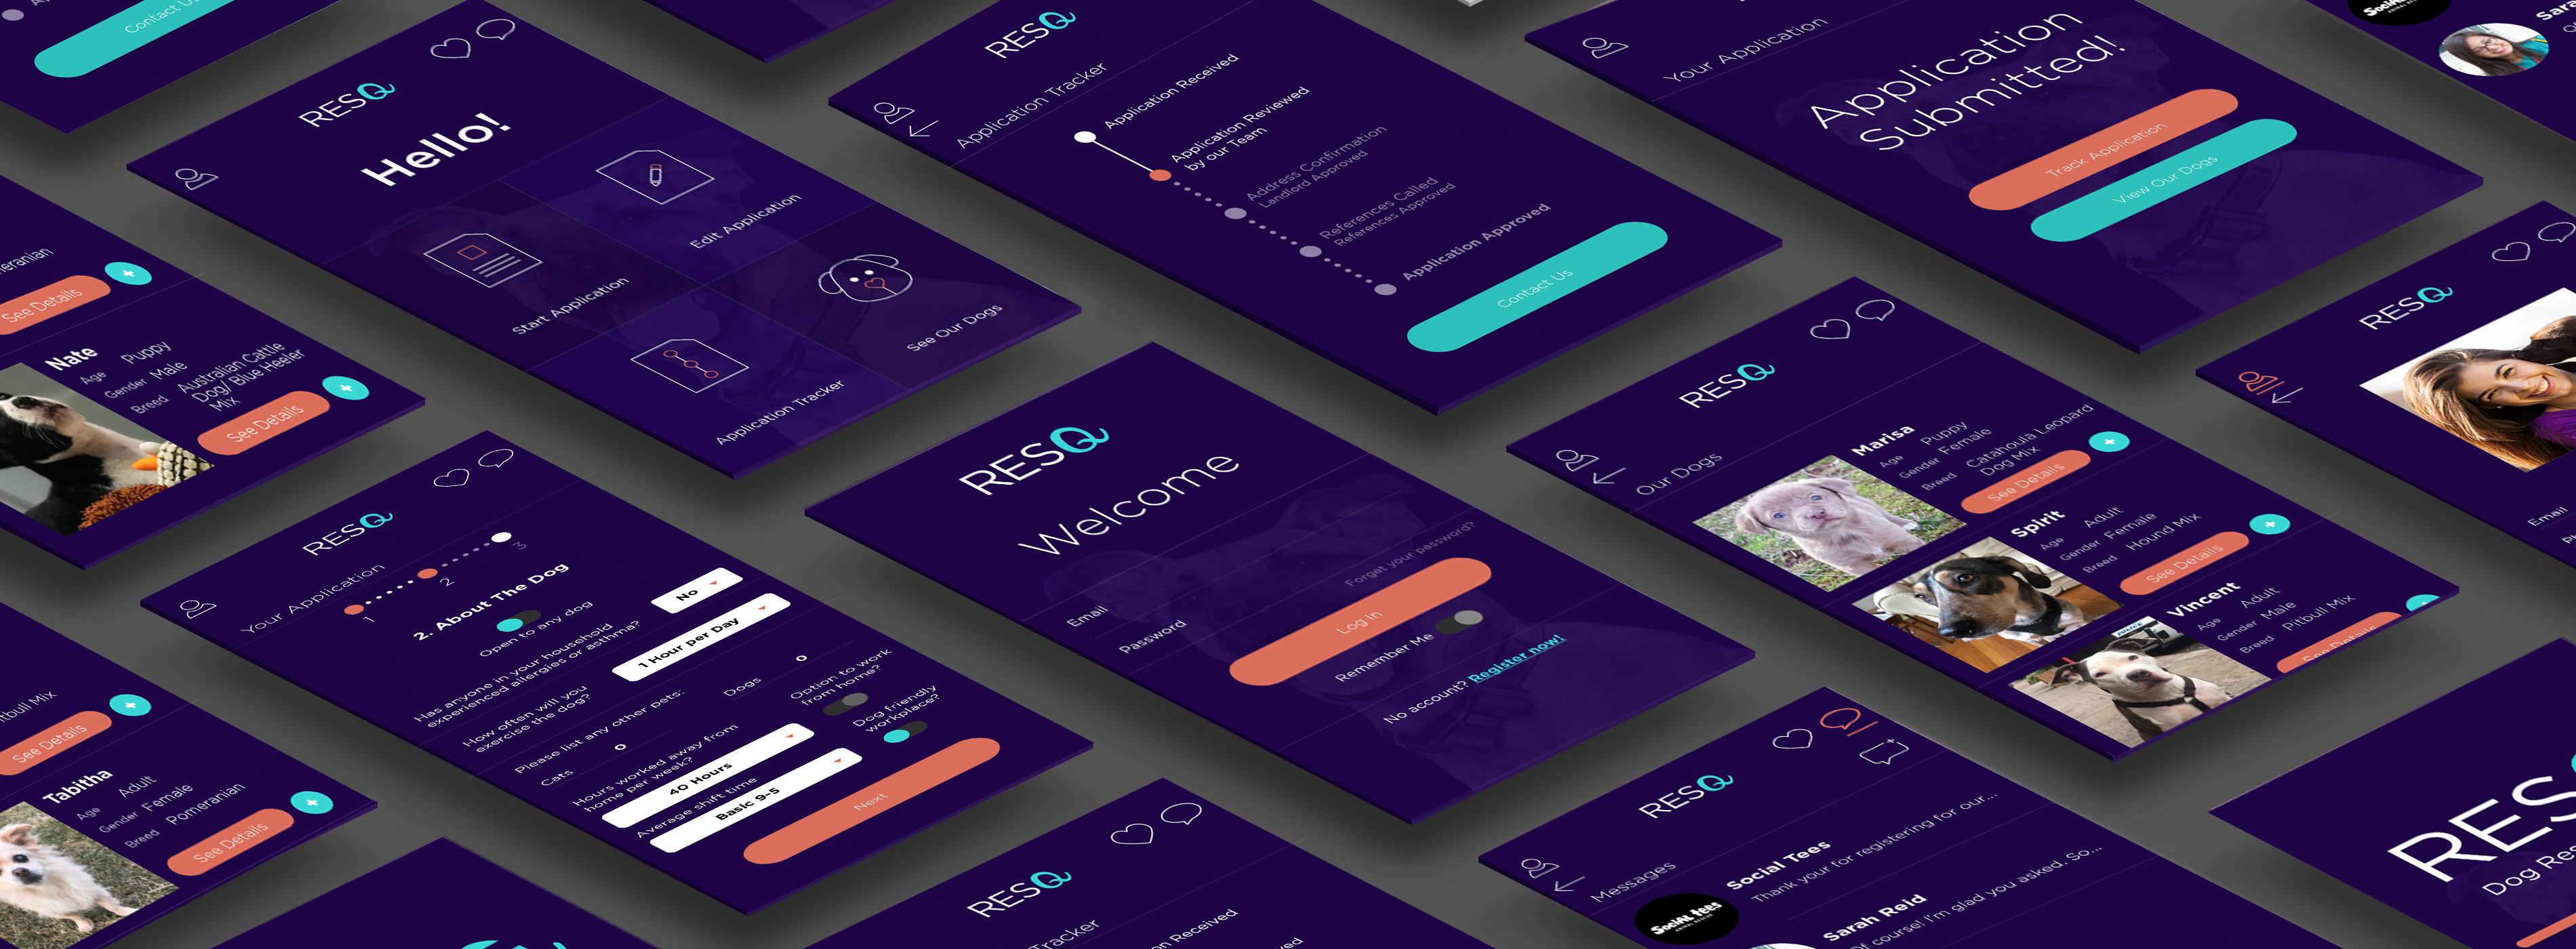 Contact Us
RESQ
Hello!
Start Application
Edit Application
Application Tracker
See Our Dogs
RESQ
Application Tracker
Application Received
Application Reviewed
by our Team
Address Confirmation
Landlord Approved
References Called
References Approved
Application Approved
Contact Us
Your Application
Application
Submitted!
Track Application
View Our Dogs
See Details
Nate
Age Puppy
Gender Male
Breed Australian Cattle
Dog/ Blue Heeler
Mix
See Details
RESQ
Your Application
1
2
3
2. About The Dog
Open to any dog
Has anyone in your household
experienced allergies or asthma?
No
How often will you
exercise the dog?
1 Hour per Day
Please list any other pets:
Cats
Dogs
Hours worked away from
home per week?
40 Hours
Option to work
from home?
Average shift time
Basic 9-5
Dog friendly
workplace?
Next
RESQ
Welcome
Email
Password
Forget your password?
Log in
Remember Me
No account? Register now!
RESQ
Our Dogs
Marisa
Age Puppy
Gender Female
Breed Catahoula Leopard
Dog Mix
See Details
Spirit
Age Adult
Gender Female
Breed Hound Mix
See Details
Vincent
Age Adult
Gender Male
Breed Pitbull Mix
See Details
RESQ
Email
See Details
Tabitha
Age Adult
Gender Female
Breed Pomeranian
See Details
RESQ
Tracker
Received
RESQ
Messages
Social Tees
Thank your for registering for our...
Social tees
Sarah Reid
Of course! I'm glad you asked. So...
RES
Dog Res